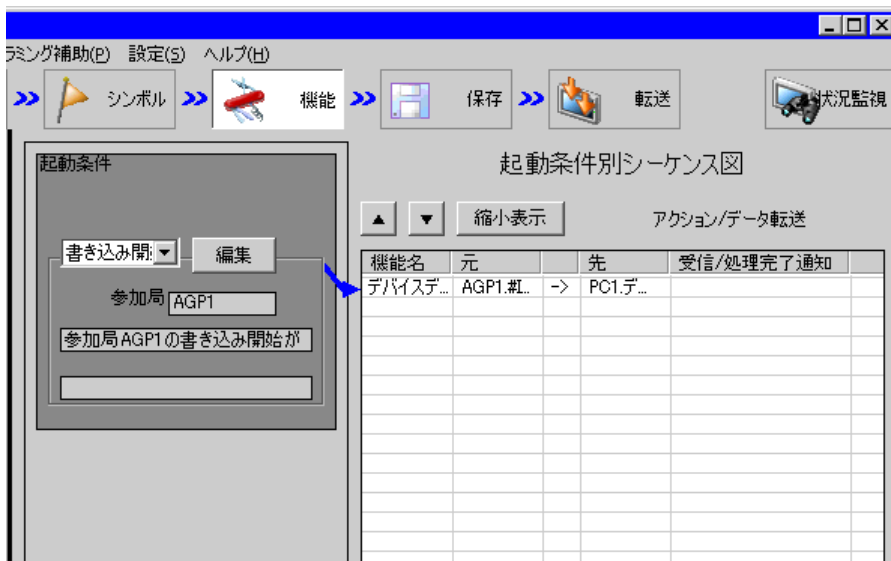 ラミング補助(P) 設定(S) ヘルプ(H)
シンボル 機能 保存 転送 状況監視
起動条件
起動条件別シーケンス図
縮小表示 アクション/データ転送
書き込み開 編集
参加局 AGP1
参加局AGP1の書き込み開始が
機能名 元 先 受信/処理完了通知
デバイスデ... AGP1.#I... -> PC1.デ...